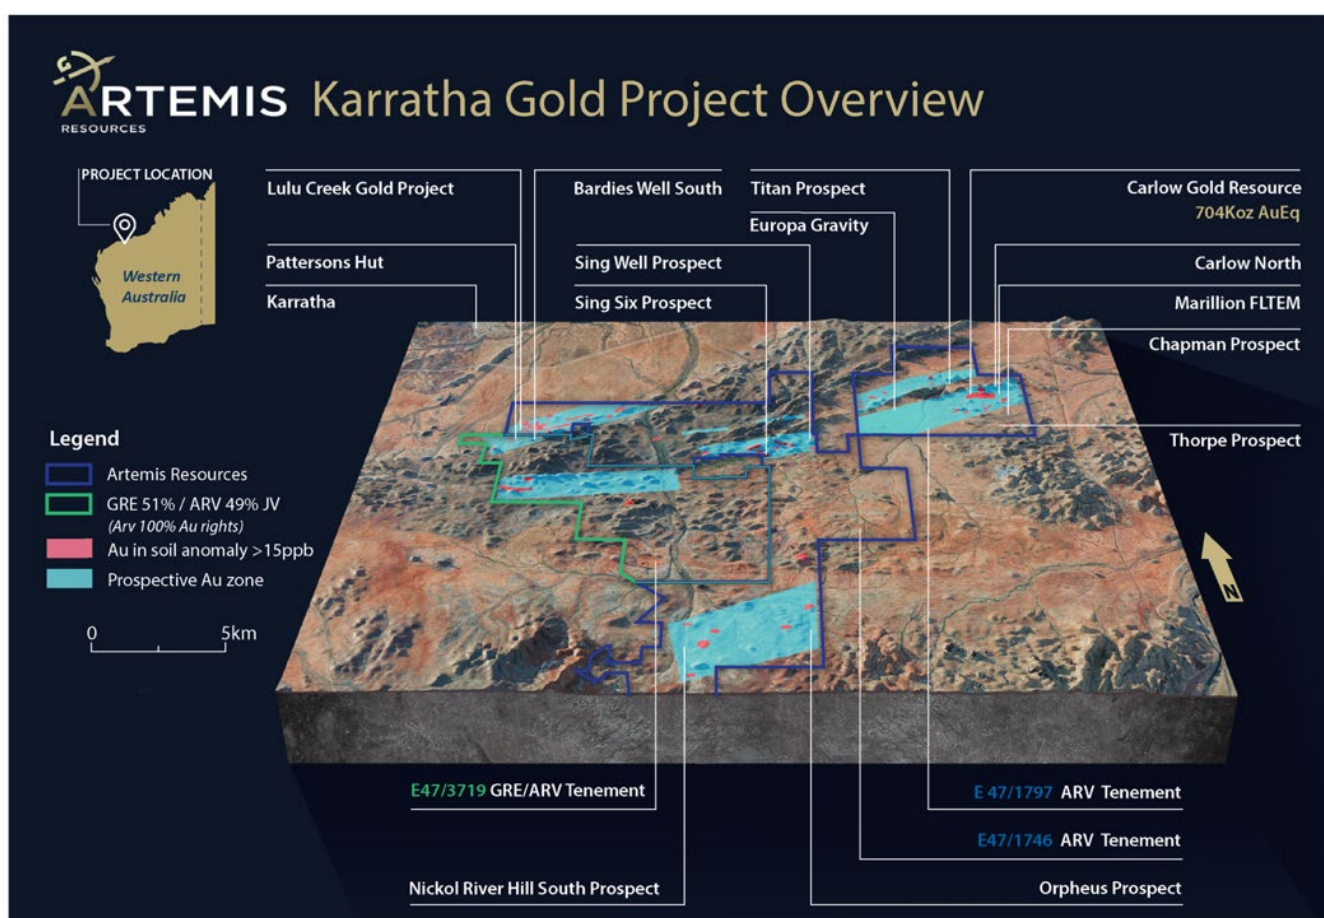 ARTEMIS
RESOURCES
Karratha Gold Project Overview
PROJECT LOCATION
Western
Australia
Lulu Creek Gold Project
Pattersons Hut
Karratha
Bardies Well South
Sing Well Prospect
Sing Six Prospect
Titan Prospect
Europa Gravity
Carlow Gold Resource
704Koz AuEq
Carlow North
Marillion FLTEM
Chapman Prospect
Thorpe Prospect
Legend
Artemis Resources
GRE 51% / ARV 49% JV
(Arv 100% Au rights)
Au in soil anomaly >15ppb
Prospective Au zone
0 5km
N
E47/3719 GRE/ARV Tenement
Nickol River Hill South Prospect
E 47/1797 ARV Tenement
E47/1746 ARV Tenement
Orpheus Prospect